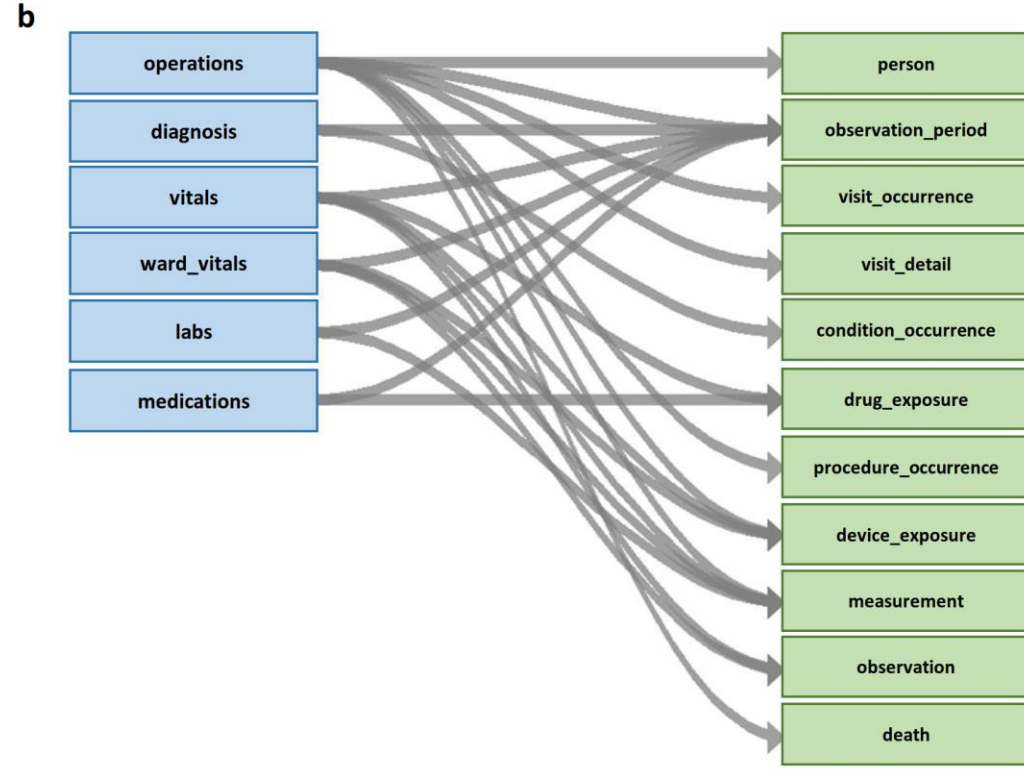 b
operations
diagnosis
vitals
ward_vitals
labs
medications
person
observation_period
visit_occurrence
visit_detail
condition_occurrence
drug_exposure
procedure_occurrence
device_exposure
measurement
observation
death